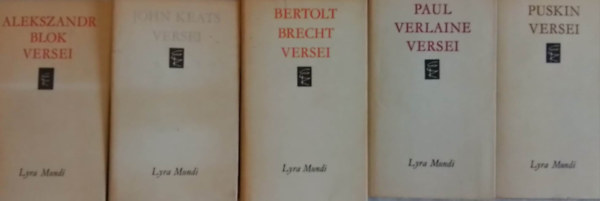 ALEKSZANDR
BLOK
VERSEI
Lyra Mundi
JOHN KEATS
VERSEI
Lyra Mundi
BERTOLT
BRECHT
VERSEI
Lyra Mundi
PAUL
VERLAINE
VERSEI
Lyra Mundi
PUSKIN
VERSEI
Lyra Mundi